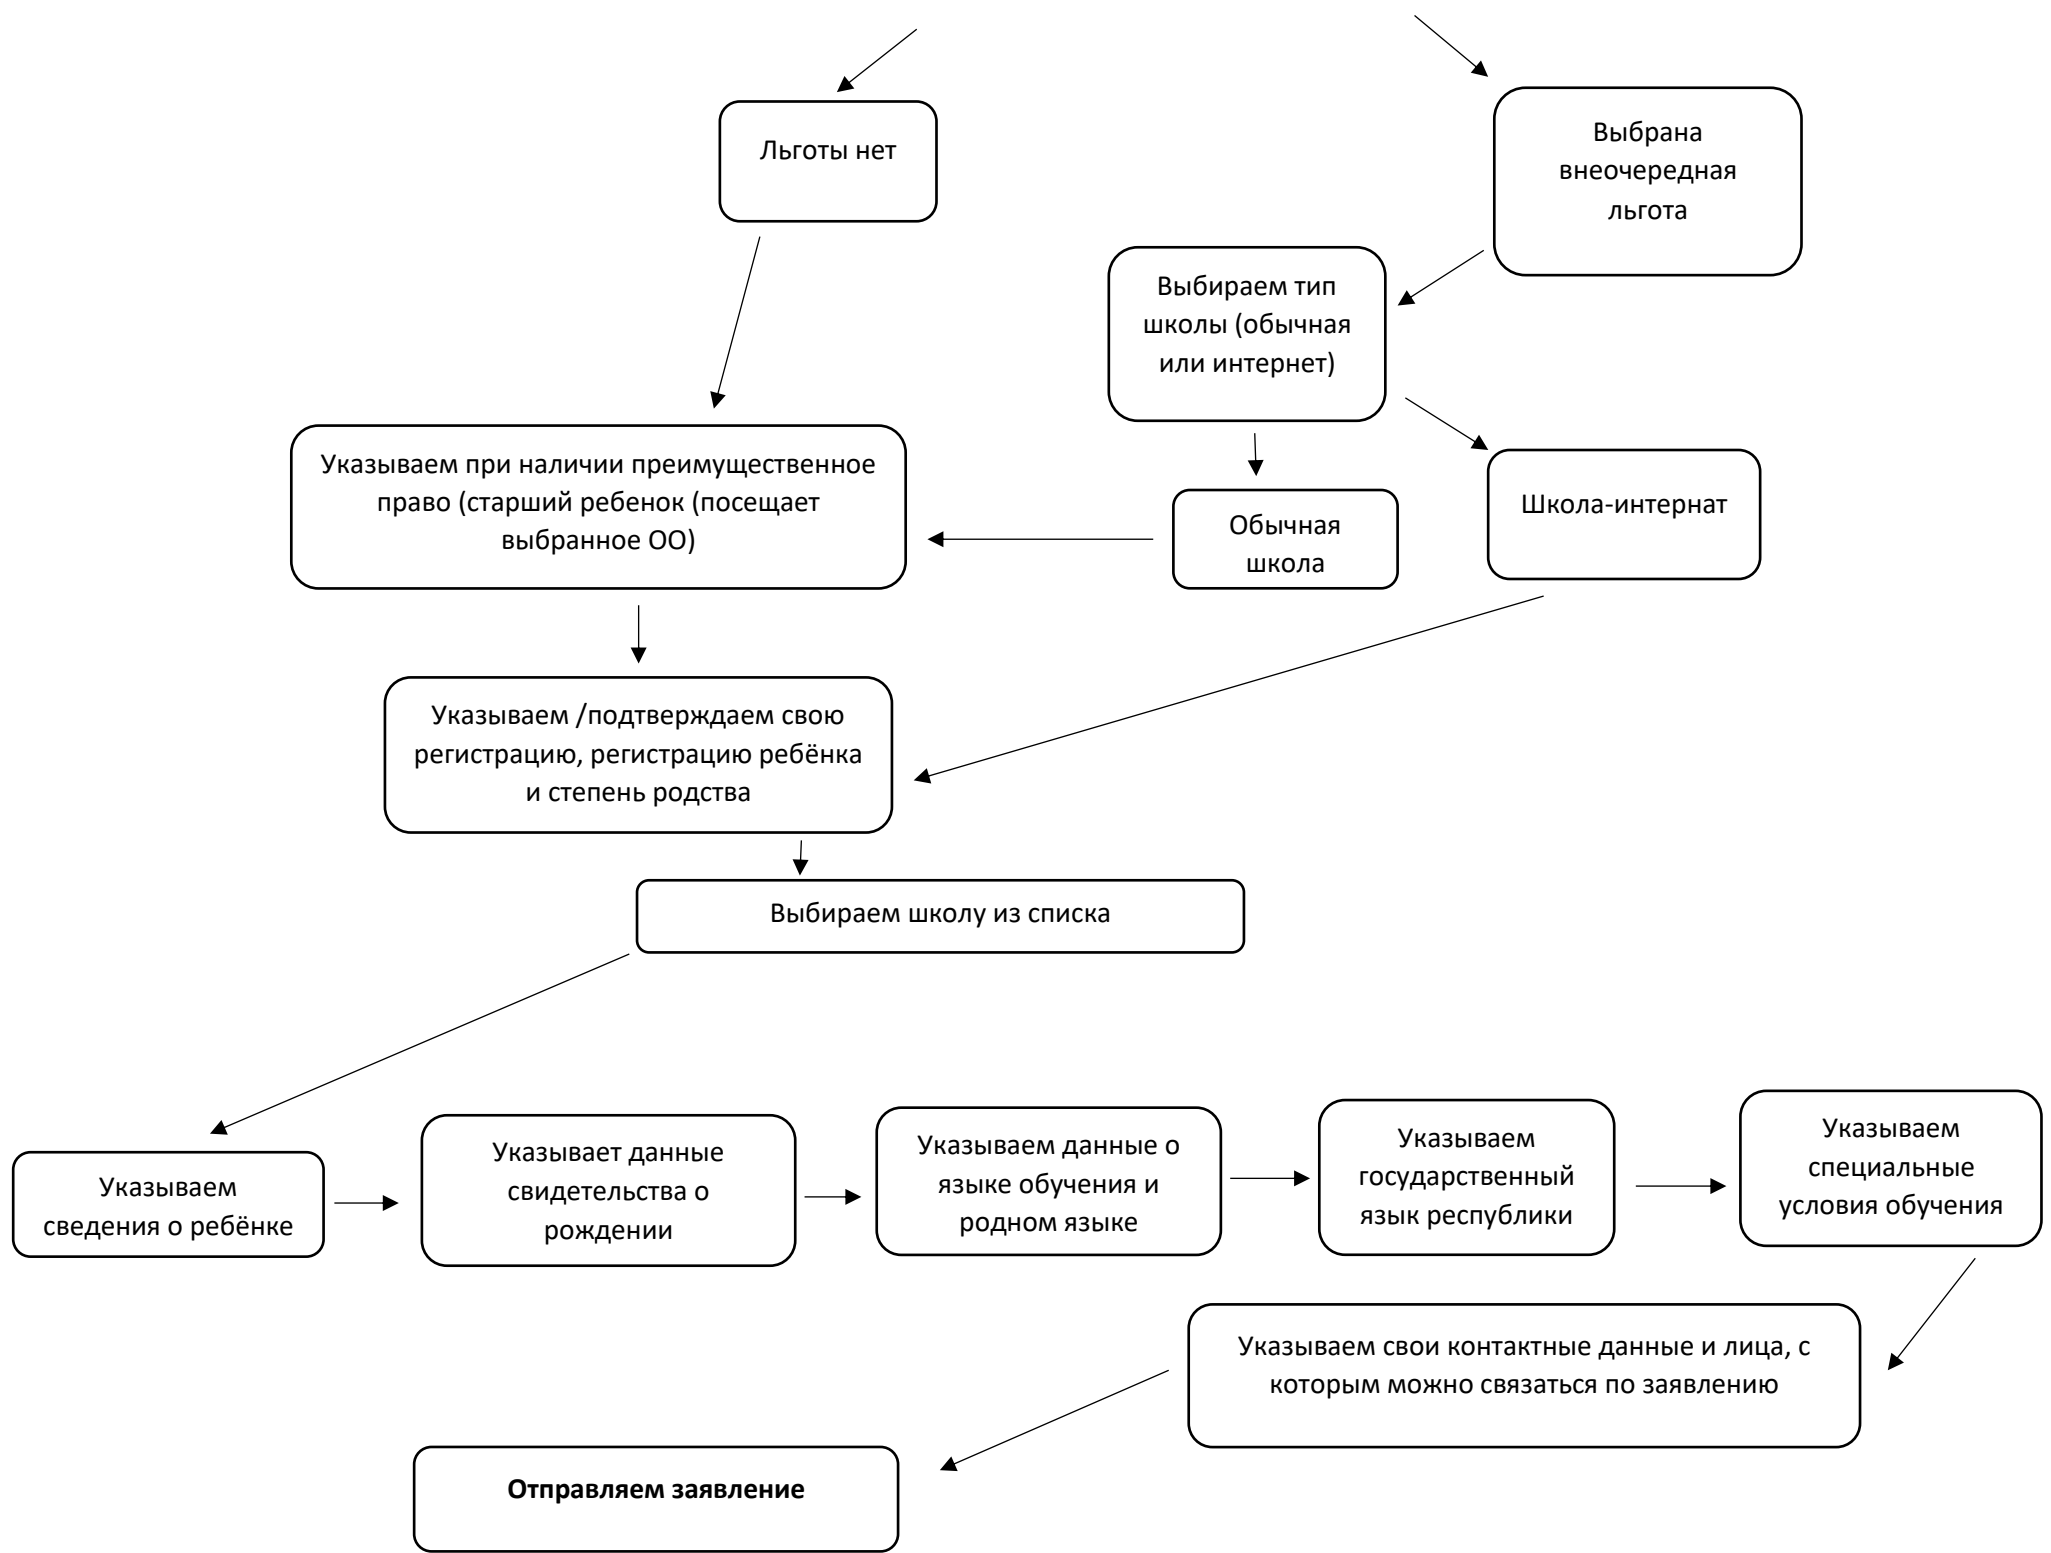 Льготы нет
Выбрана
внеочередная
льгота
Выбираем тип
школы (обычная
или интернет)
Указываем при наличии преимущественное
право (старший ребенок (посещает
выбранное ОО)
Обычная
школа
Школа-интернат
Указываем /подтверждаем свою
регистрацию, регистрацию ребёнка
и степень родства
Выбираем школу из списка
Указываем
сведения о ребёнке
Указывает данные
свидетельства о
рождении
Указываем данные о
языке обучения и
родном языке
Указываем
государственный
язык республики
Указываем
специальные
условия обучения
Указываем свои контактные данные и лица, с
которым можно связаться по заявлению
Отправляем заявление